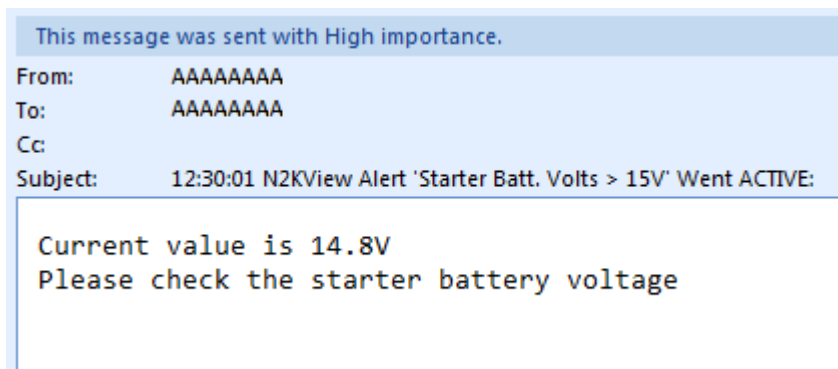 This message was sent with High importance.
From: AAAAAAAA
To: AAAAAAAA
Cc:
Subject: 12:30:01 N2KView Alert 'Starter Batt. Volts > 15V' Went ACTIVE:
Current value is 14.8V
Please check the starter battery voltage